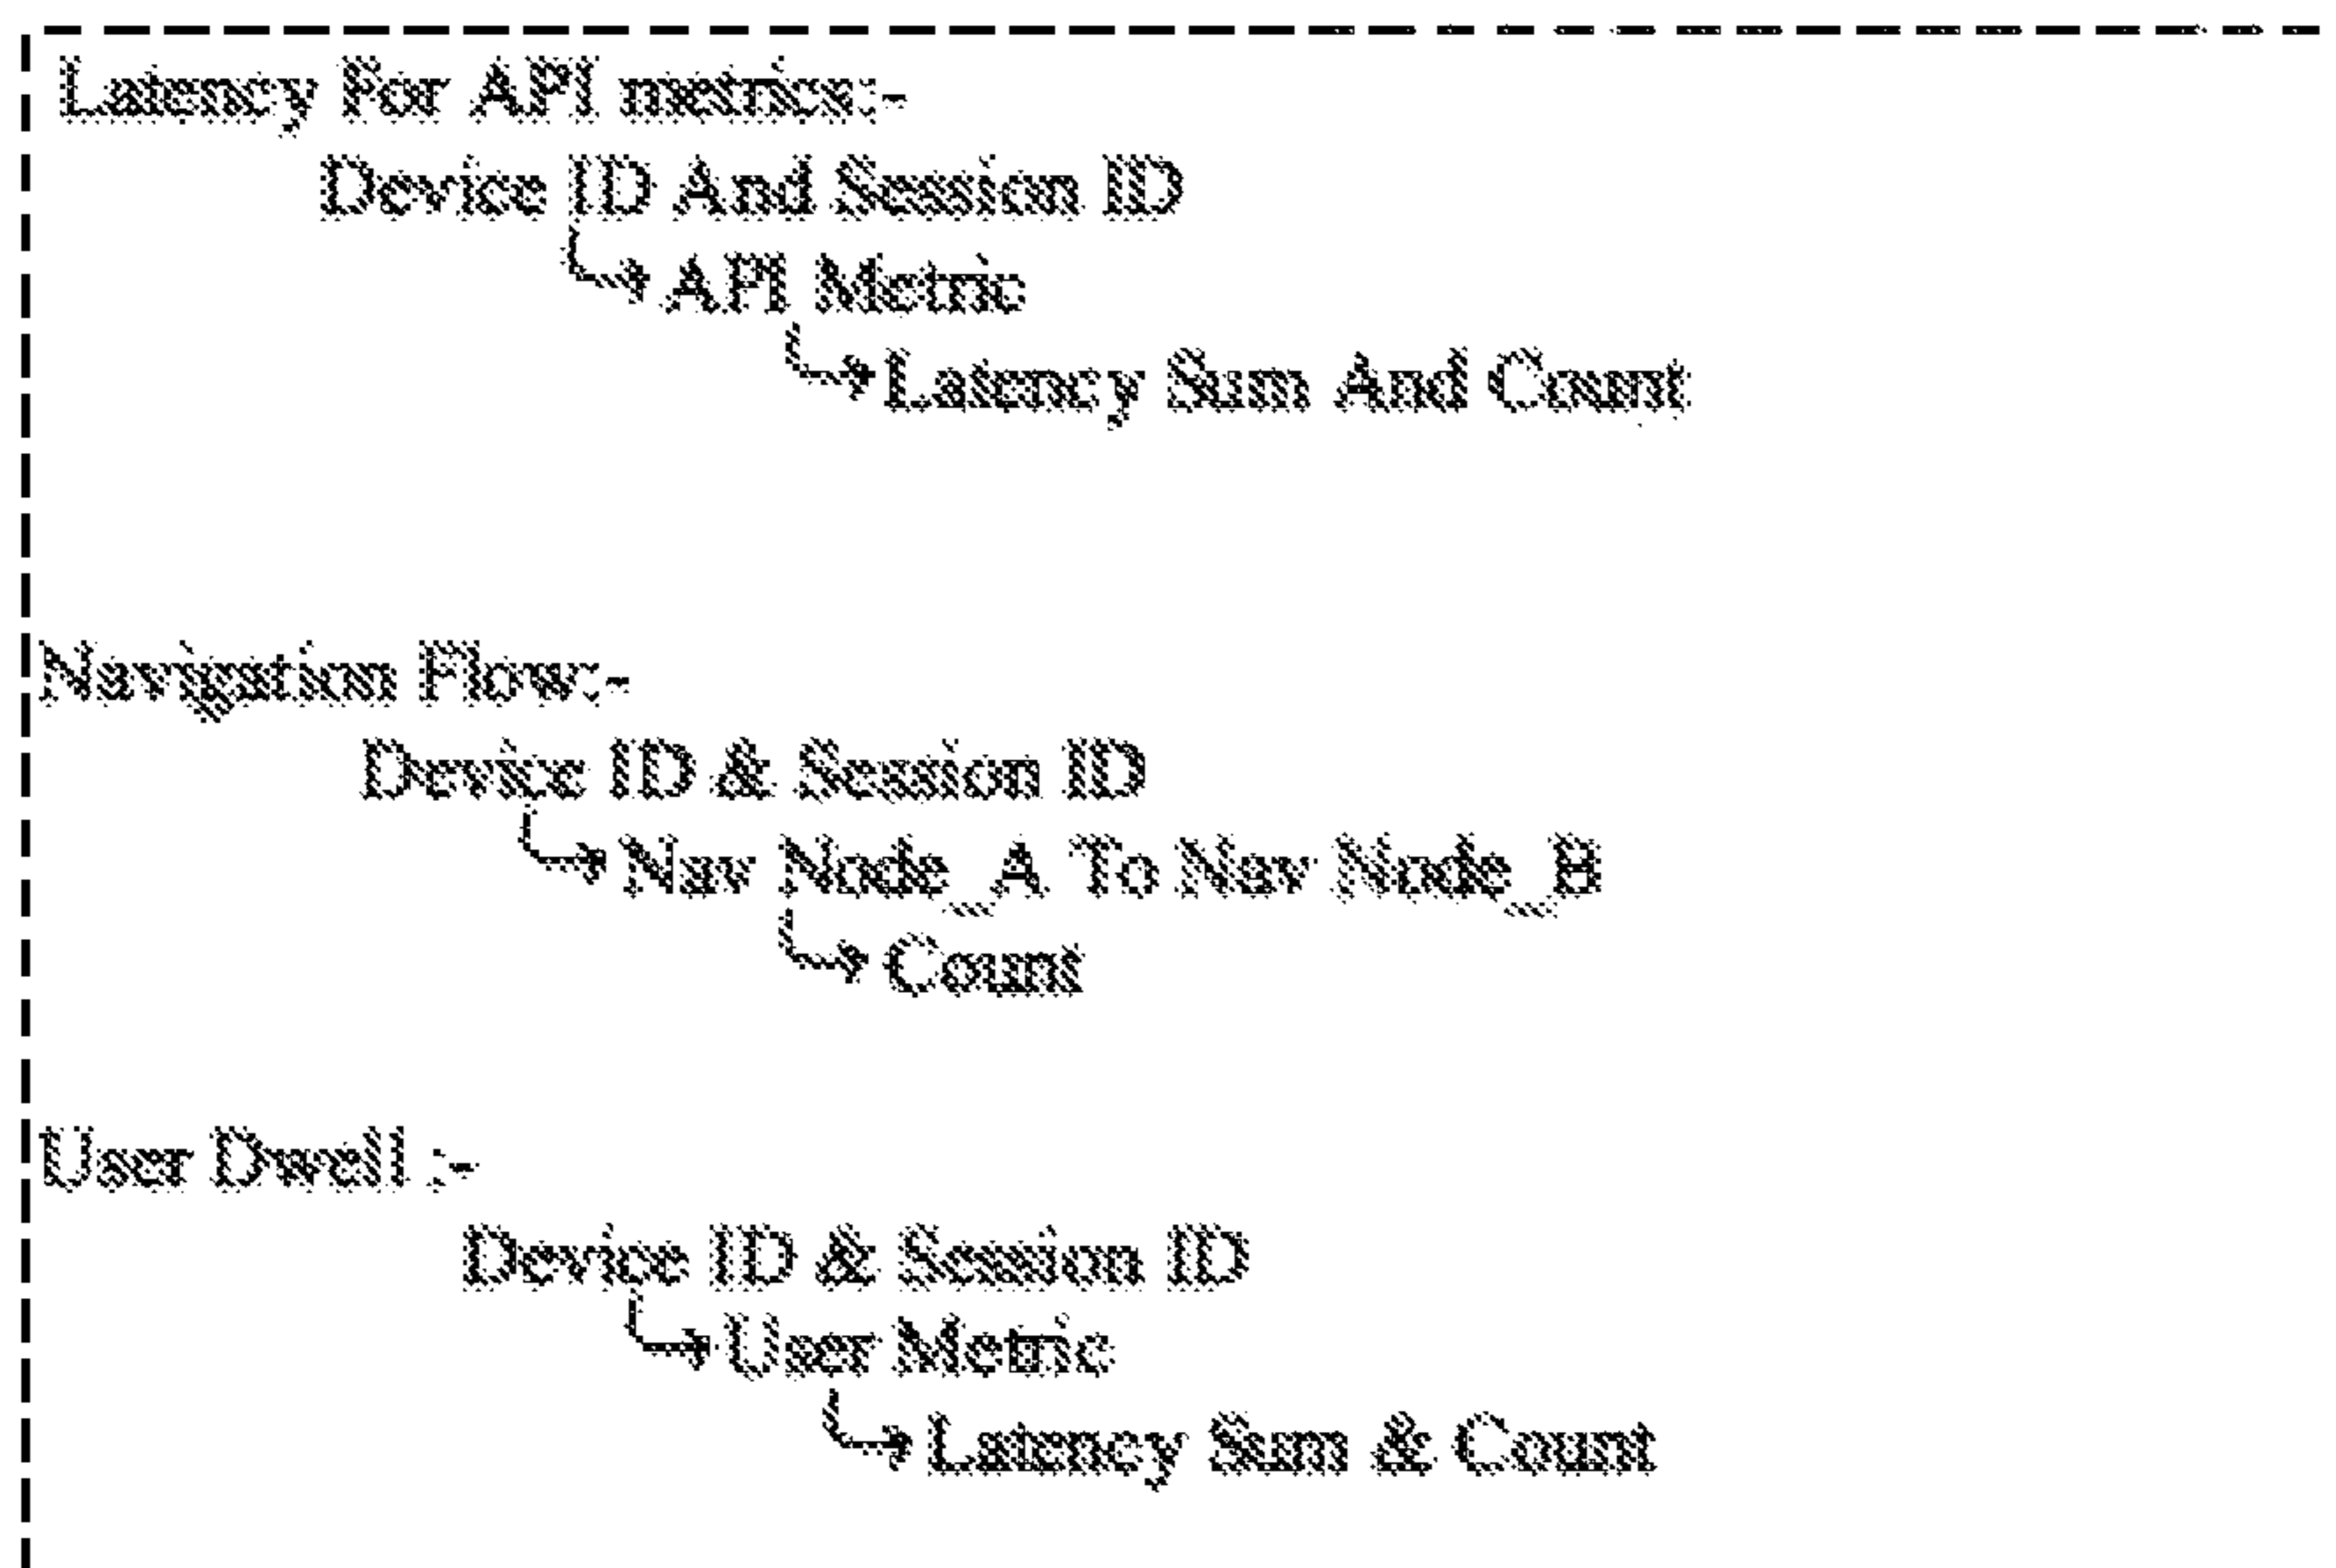 Latency For API metrics:-
Device ID And Session ID
API Metric
Latency Sum And Count
Navigation Flow:-
Device ID & Session ID
Nav Node_A To Nav Node_B
Count
User Dwell :-
Device ID & Session ID
User Metric
Latency Sum & Count